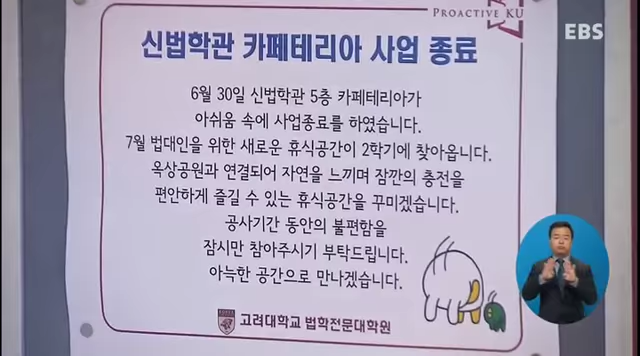 PROACTIVE KU
EBS
신법학관 카페테리아 사업 종료
6월 30일 신법학관 5층 카페테리아가
아쉬움 속에 사업종료를 하였습니다.
7월 법대인을 위한 새로운 휴식공간이 2학기에 찾아옵니다.
옥상공원과 연결되어 자연을 느끼며 잠깐의 충전을
편안하게 즐길 수 있는 휴식공간을 꾸미겠습니다.
공사기간 동안의 불편함을
잠시만 참아주시기 부탁드립니다.
아늑한 공간으로 만나겠습니다.
고려대학교 법학전문대학원